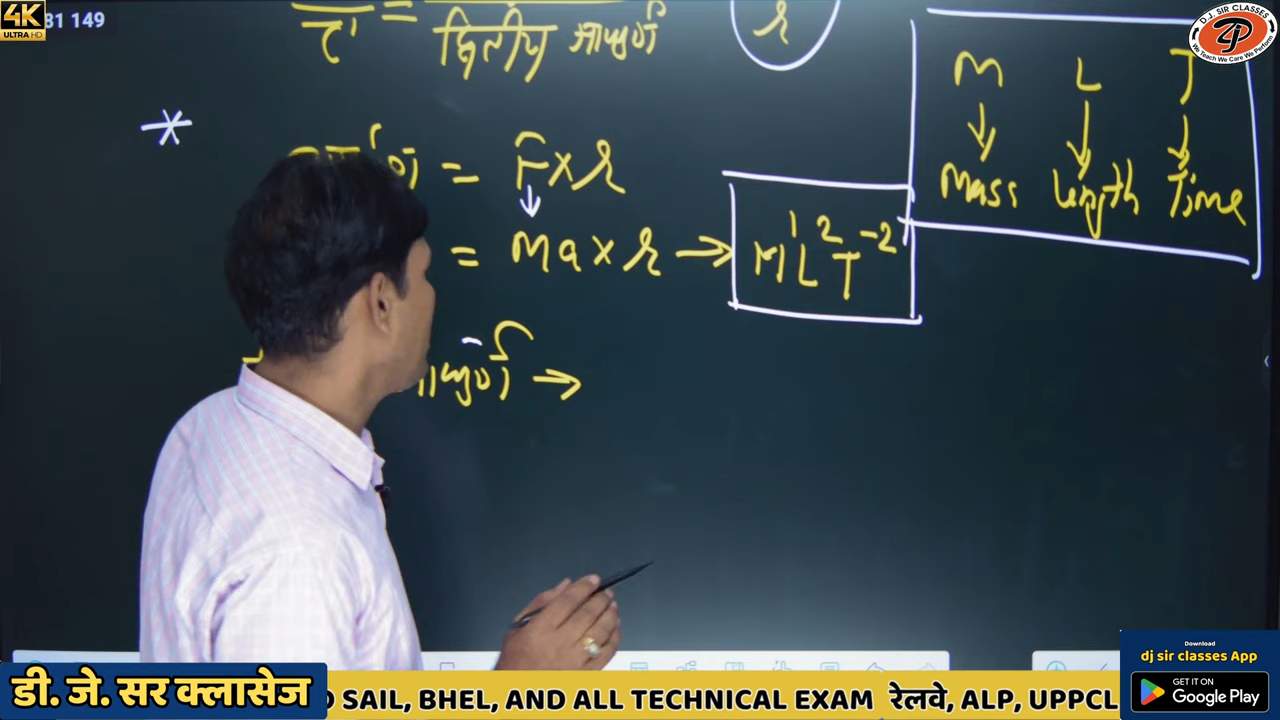 4K
ULTRA HD
81 149
D. J. SIR CLASSES
We Teach We Care We Perform
=
द्वितीय आघूर्ण
r
M L T
Mass Length Time
*
= F×r
= ma×r → M¹L²T⁻²
→
डी. जे. सर क्लासेज
SAIL, BHEL, AND ALL TECHNICAL EXAM रेलवे, ALP, UPPCL
Download
dj sir classes App
GET IT ON
Google Play